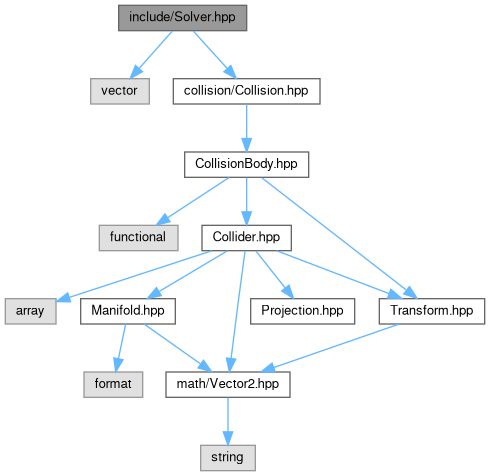 include/Solver.hpp
vector
collision/Collision.hpp
CollisionBody.hpp
functional
Collider.hpp
array
Manifold.hpp
Projection.hpp
Transform.hpp
format
math/Vector2.hpp
string